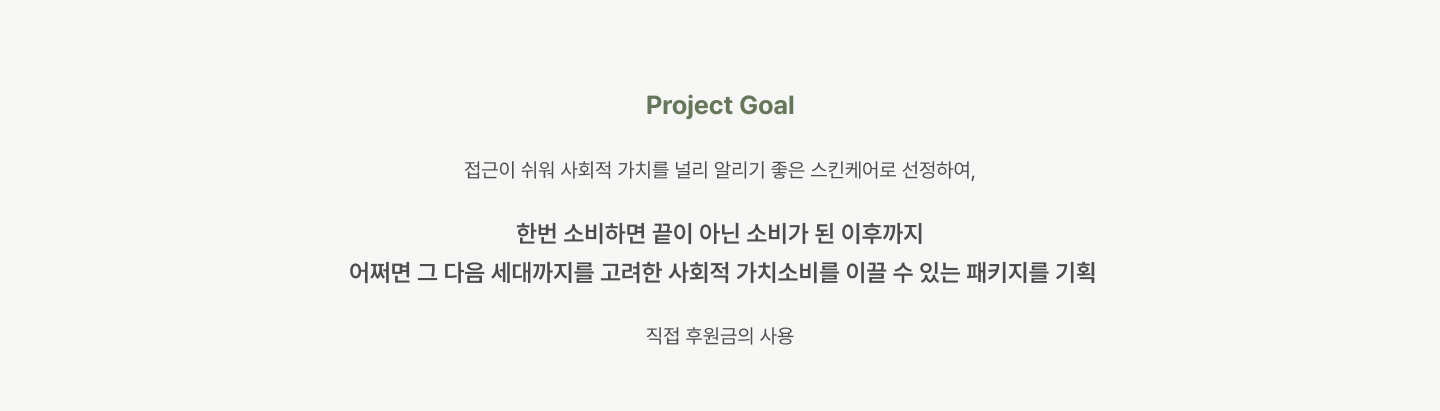 Project Goal
접근이 쉬워 사회적 가치를 널리 알리기 좋은 스킨케어로 선정하여,
한번 소비하면 끝이 아닌 소비가 된 이후까지
어쩌면 그 다음 세대까지를 고려한 사회적 가치소비를 이끌 수 있는 패키지를 기획
직접 후원금의 사용